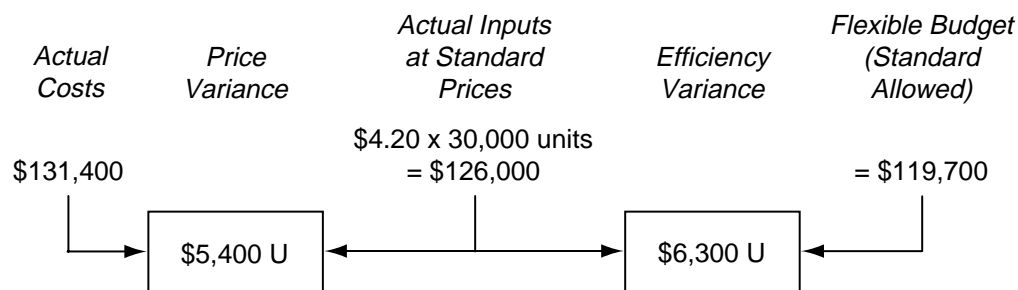 Actual
Costs
Price
Variance
Actual Inputs
at Standard
Prices
Efficiency
Variance
Flexible Budget
(Standard
Allowed)
$131,400
$4.20 x 30,000 units
= $126,000
= $119,700
$5,400 U
$6,300 U